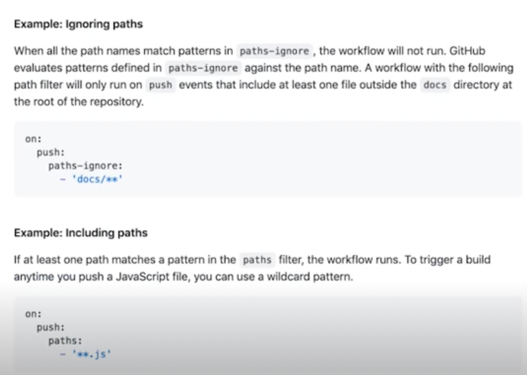 Example: Ignoring paths
When all the path names match patterns in paths-ignore , the workflow will not run. GitHub
evaluates patterns defined in paths-ignore against the path name. A workflow with the following
path filter will only run on push events that include at least one file outside the docs directory at
the root of the repository.
on:
  push:
    paths-ignore:
      - 'docs/**'
Example: Including paths
If at least one path matches a pattern in the paths filter, the workflow runs. To trigger a build
anytime you push a JavaScript file, you can use a wildcard pattern.
on:
  push:
    paths:
      - '**.js'